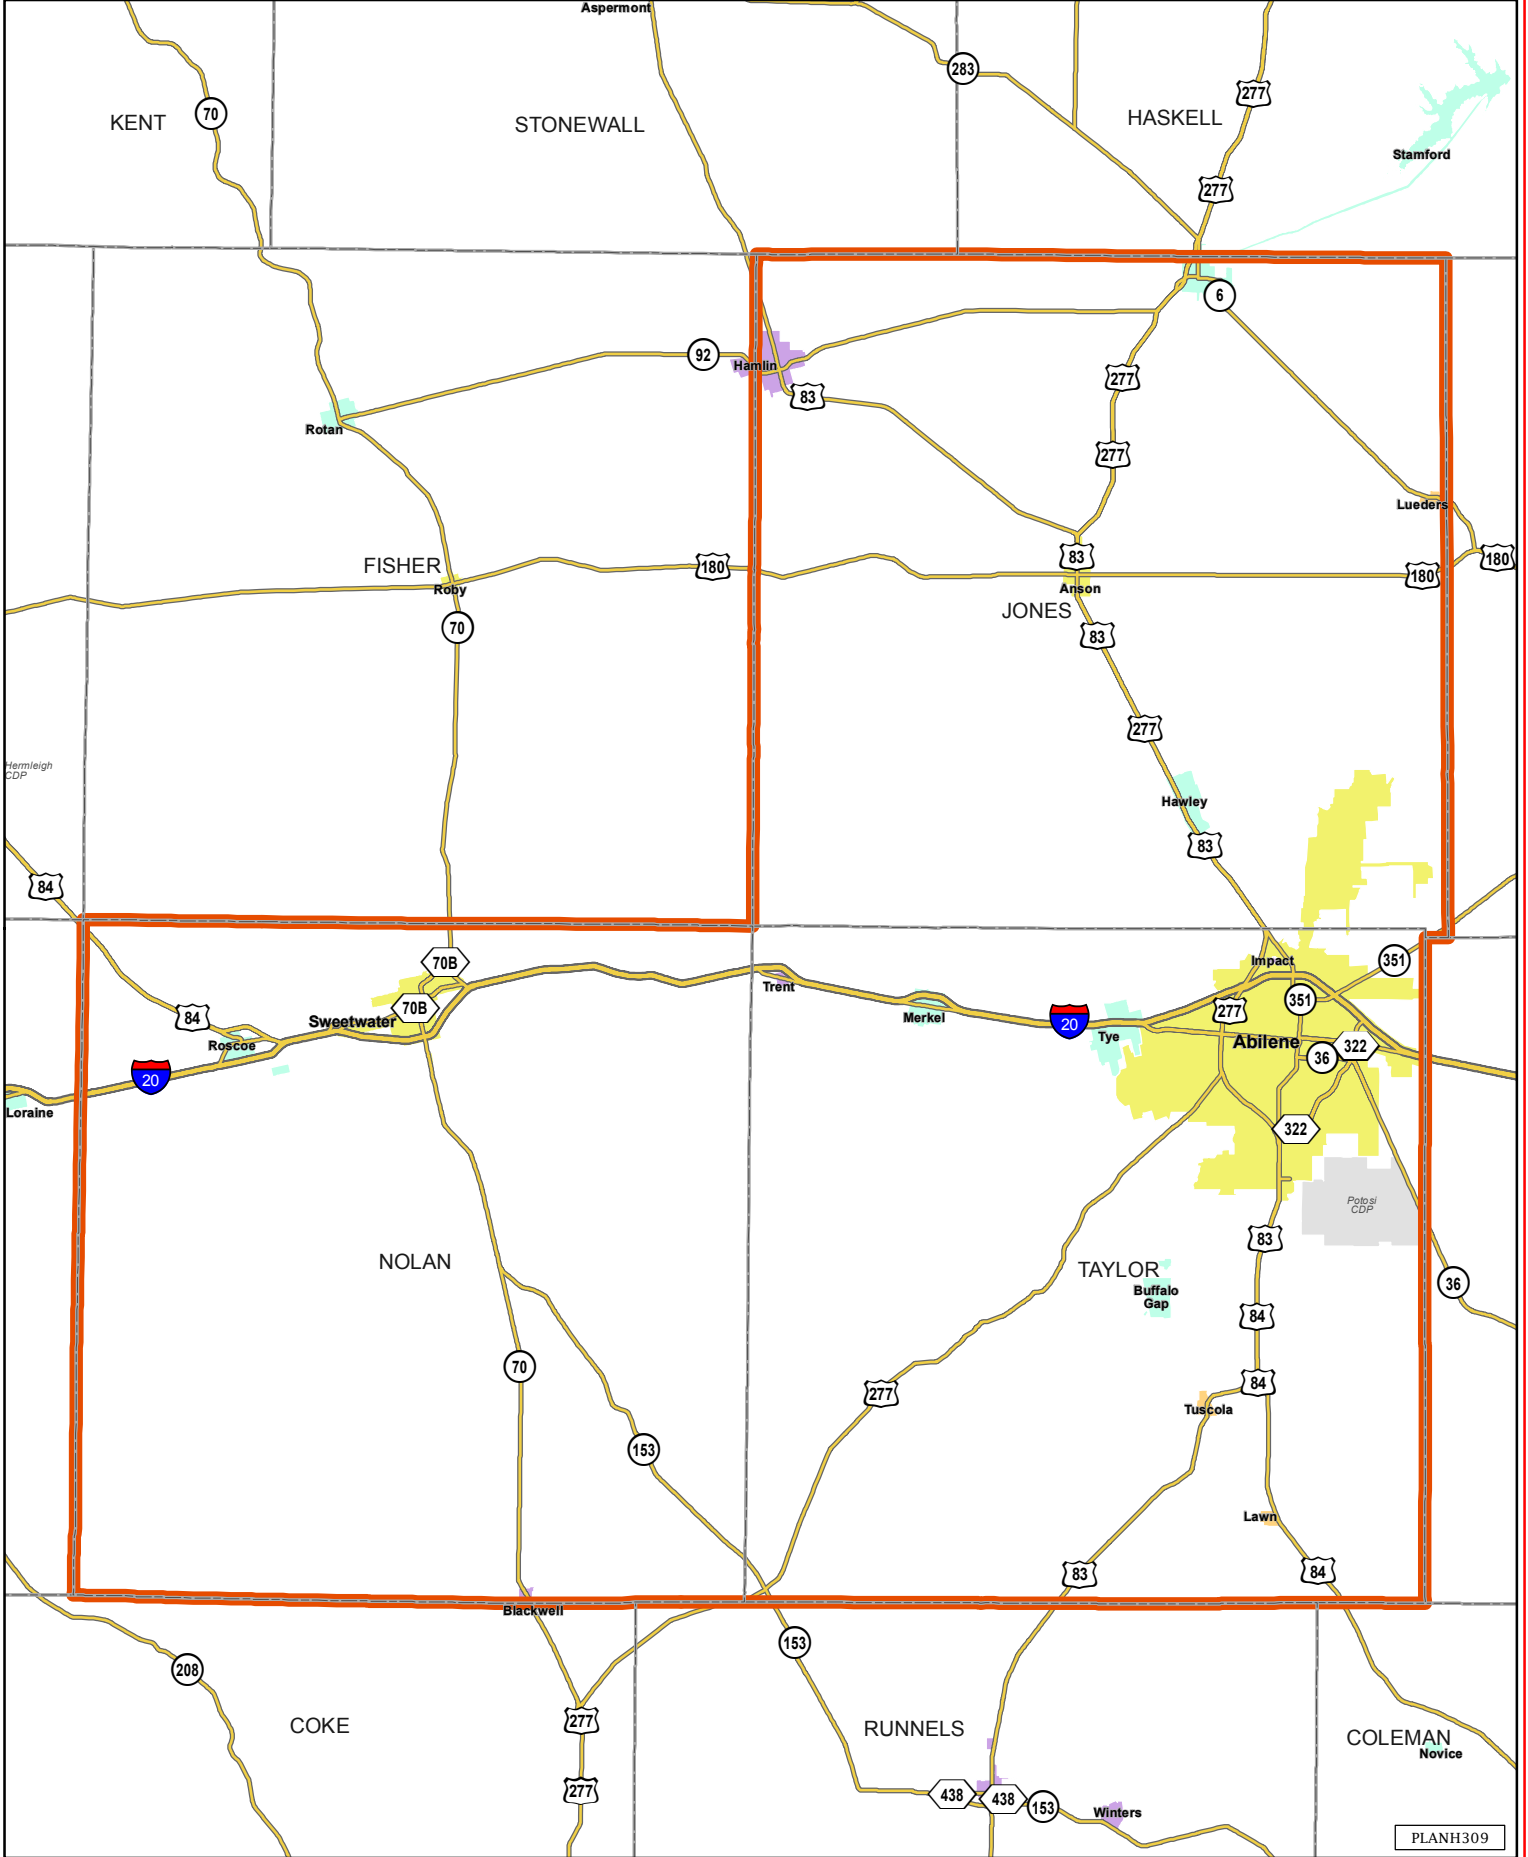 Aspermont
283
277
KENT
70
STONEWALL
HASKELL
Stamford
277
6
92
Hamlin
83
277
Rotan
277
Lueders
FISHER
180
83
180
180
Roby
Anson
JONES
70
83
277
Hermleigh
CDP
Hawley
83
84
70B
Impact
351
Trent
70B
351
277
84
Sweetwater
Merkel
20
Tye
Abilene
322
Roscoe
36
20
Loraine
322
Potosi
CDP
83
NOLAN
TAYLOR
Buffalo
Gap
36
84
70
84
277
Tuscola
153
Lawn
83
84
Blackwell
153
208
277
COKE
RUNNELS
COLEMAN
Novice
277
438
438
153
Winters
PLANH309